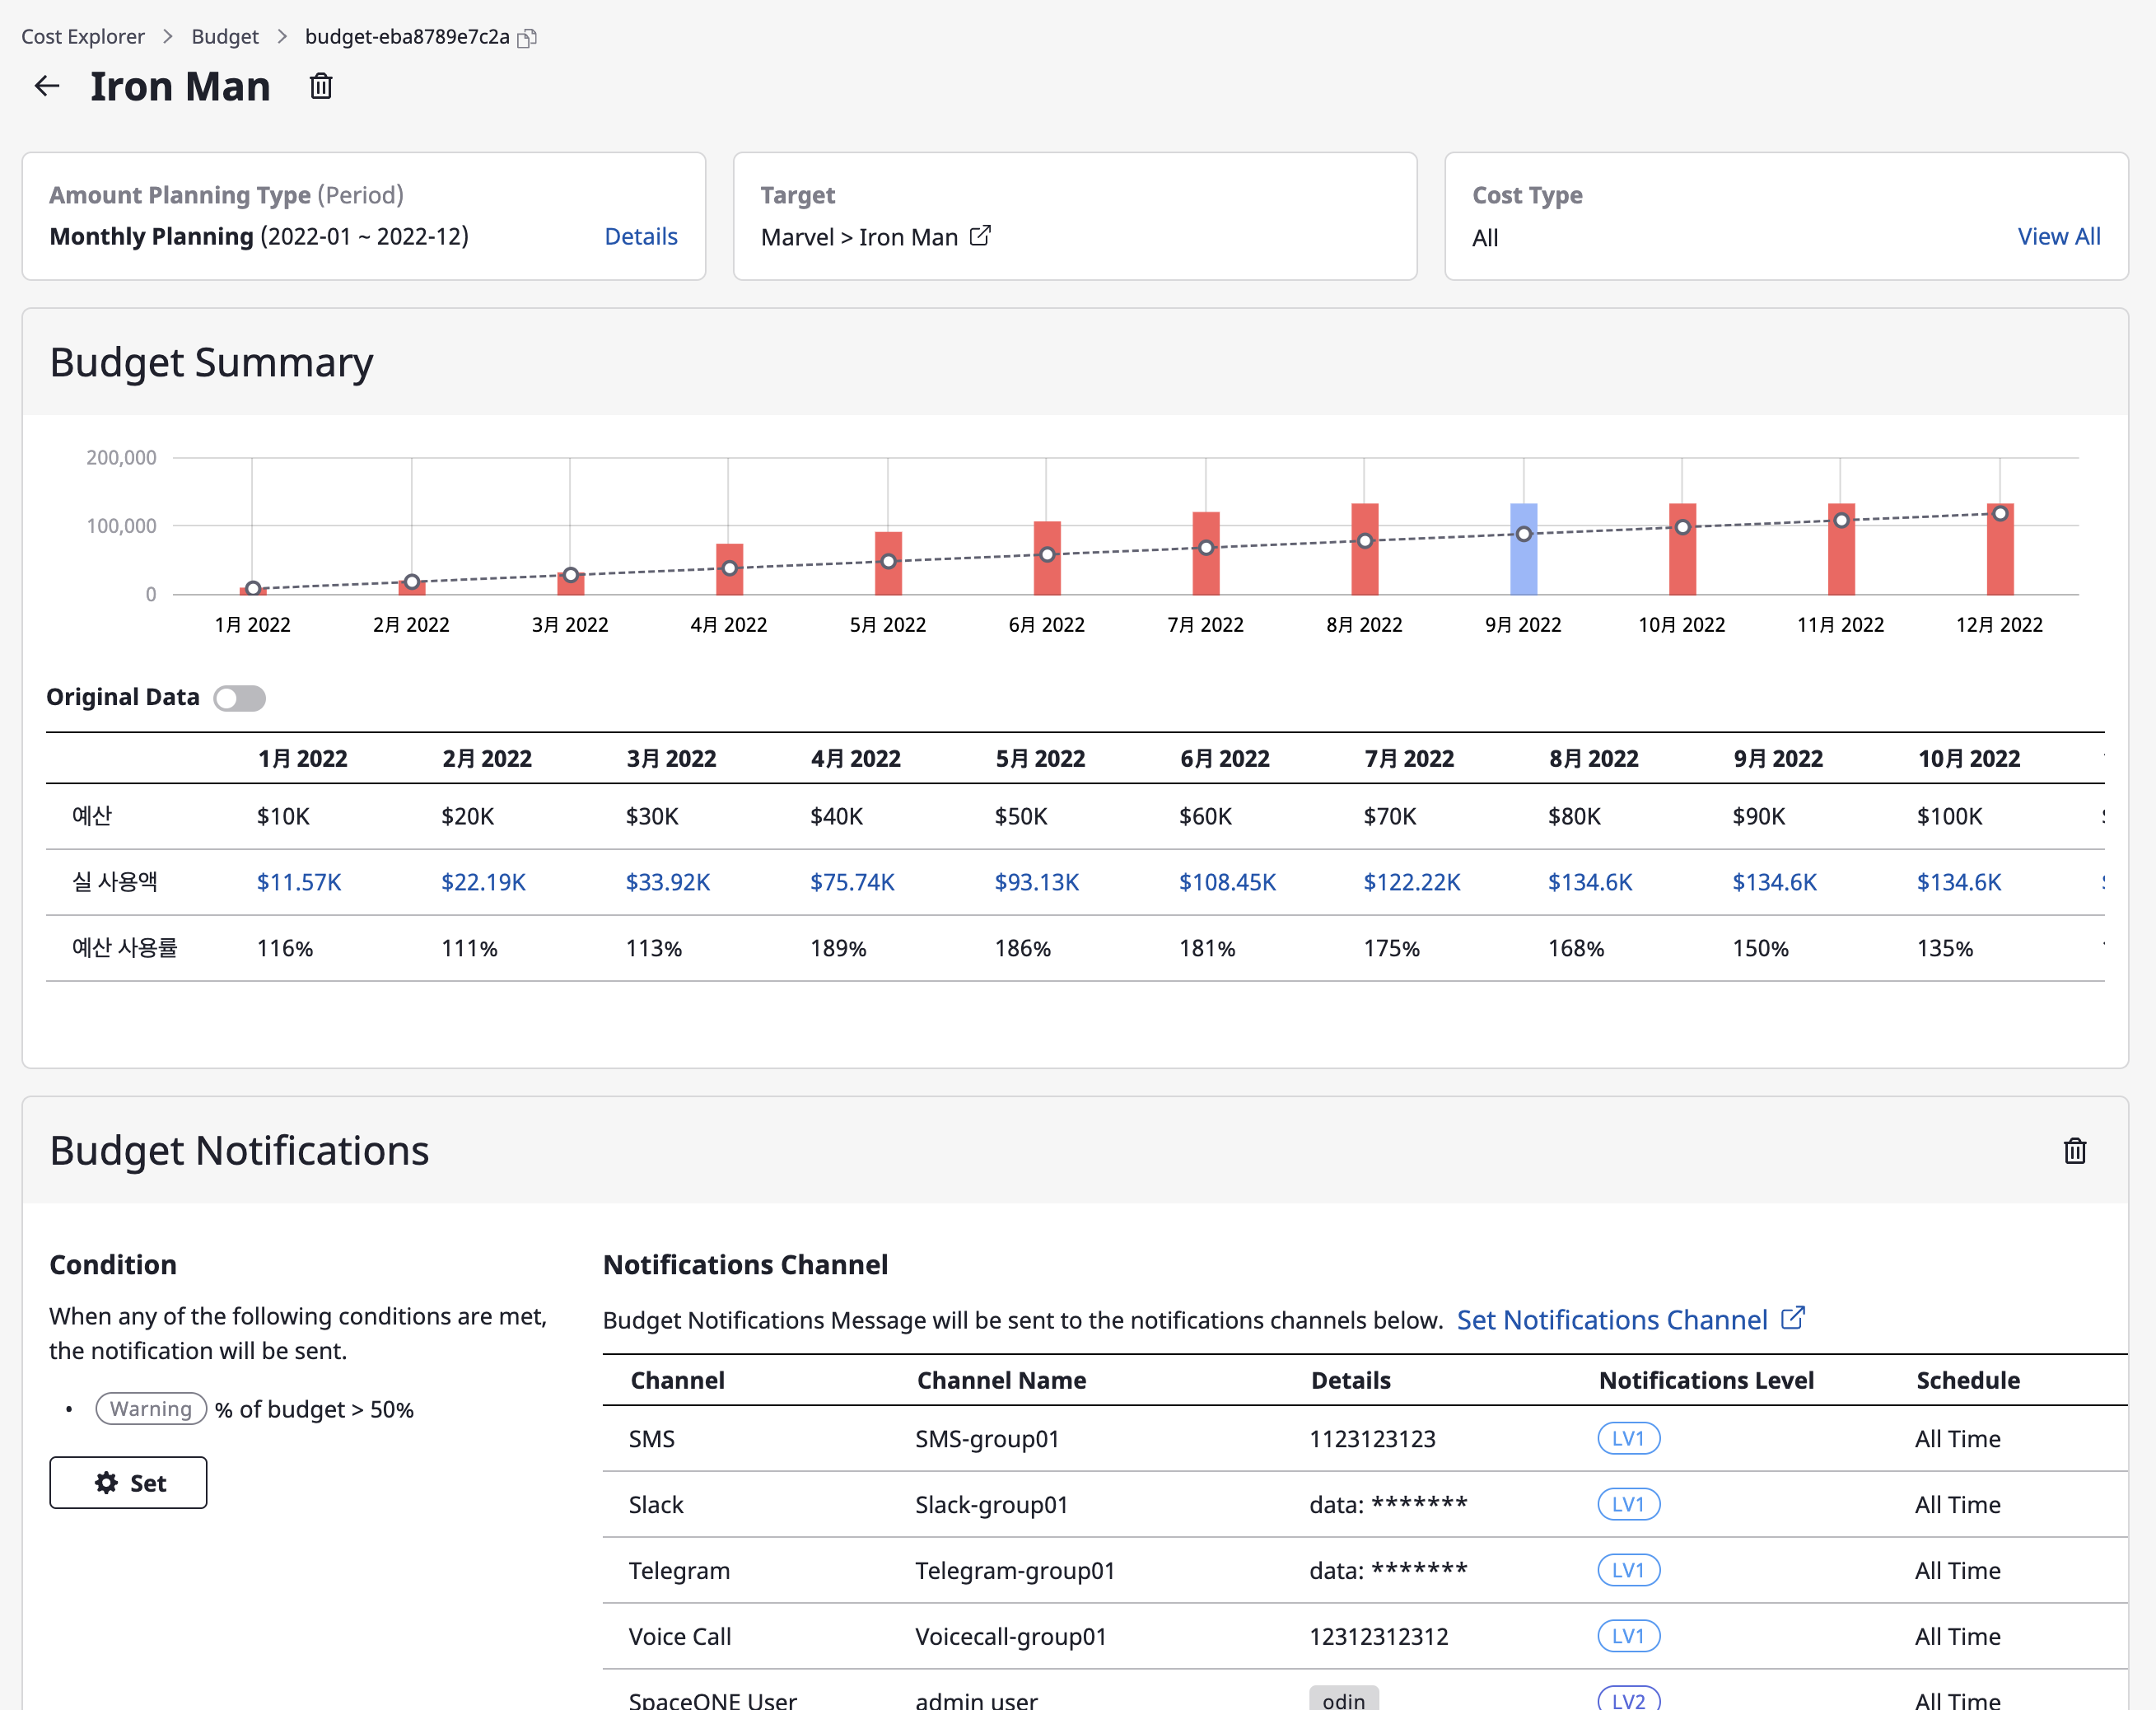 Cost Explorer > Budget > budget-eba8789e7c2a
Iron Man
Amount Planning Type (Period)
Monthly Planning (2022-01 ~ 2022-12) Details
Target
Marvel > Iron Man
Cost Type
All View All
Budget Summary
200,000
100,000
0
1月 2022 2月 2022 3月 2022 4月 2022 5月 2022 6月 2022 7月 2022 8月 2022 9月 2022 10月 2022 11月 2022 12月 2022
Original Data
1月 2022 2月 2022 3月 2022 4月 2022 5月 2022 6月 2022 7月 2022 8月 2022 9月 2022 10月 2022
예산 $10K $20K $30K $40K $50K $60K $70K $80K $90K $100K
실 사용액 $11.57K $22.19K $33.92K $75.74K $93.13K $108.45K $122.22K $134.6K $134.6K $134.6K
예산 사용률 116% 111% 113% 189% 186% 181% 175% 168% 150% 135%
Budget Notifications
Condition
When any of the following conditions are met,
the notification will be sent.
• Warning % of budget > 50%
Set
Notifications Channel
Budget Notifications Message will be sent to the notifications channels below. Set Notifications Channel
Channel Channel Name Details Notifications Level Schedule
SMS SMS-group01 1123123123 LV1 All Time
Slack Slack-group01 data: ******* LV1 All Time
Telegram Telegram-group01 data: ******* LV1 All Time
Voice Call Voicecall-group01 12312312312 LV1 All Time
SpaceONE User admin user odin LV2 All Time